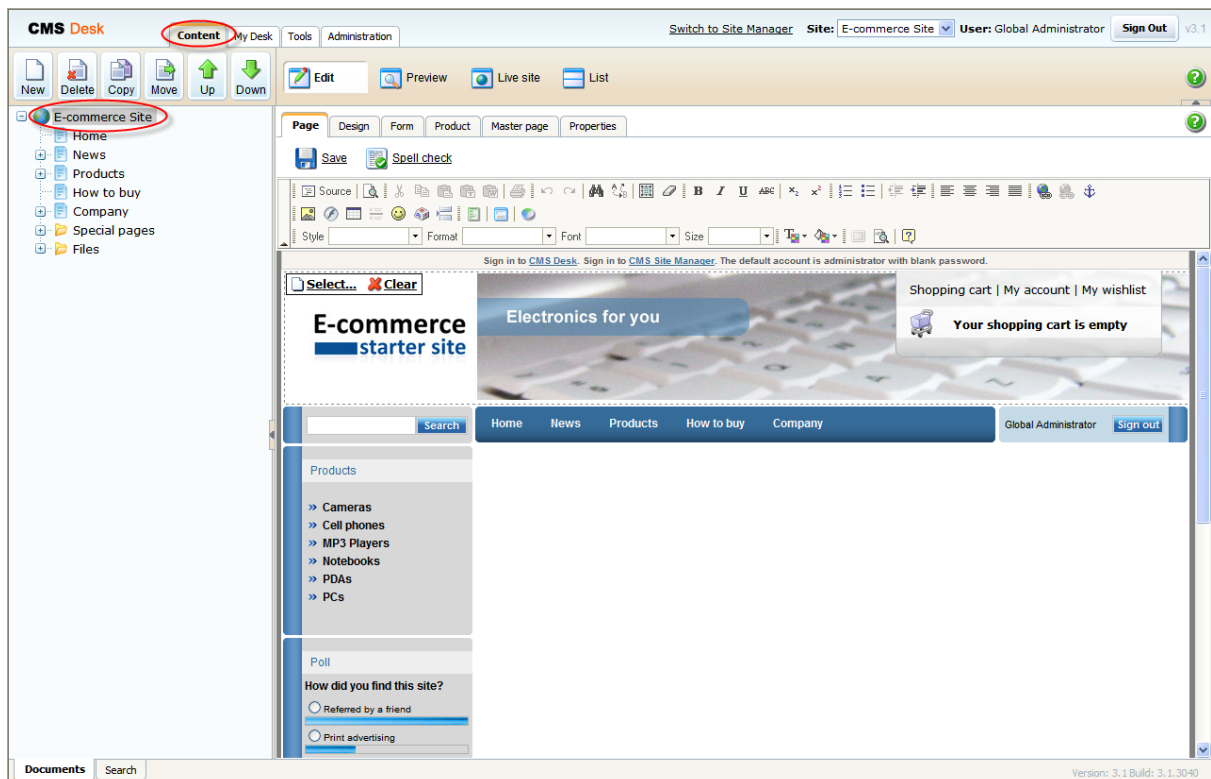 CMS Desk
Content
My Desk
Tools
Administration
Switch to Site Manager
Site: E-commerce Site
User: Global Administrator
Sign Out
v3.1
New
Delete
Copy
Move
Up
Down
Edit
Preview
Live site
List
E-commerce Site
Home
News
Products
How to buy
Company
Special pages
Files
Page
Design
Form
Product
Master page
Properties
Save
Spell check
Source
B I U ABC x₂ x²
Style
Format
Font
Size
Sign in to CMS Desk. Sign in to CMS Site Manager. The default account is administrator with blank password.
Select...
Clear
E-commerce
starter site
Electronics for you
Shopping cart | My account | My wishlist
Your shopping cart is empty
Search
Home
News
Products
How to buy
Company
Global Administrator
Sign out
Products
» Cameras
» Cell phones
» MP3 Players
» Notebooks
» PDAs
» PCs
Poll
How did you find this site?
Referred by a friend
Print advertising
Documents
Search
Version: 3.1 Build: 3.1.3040